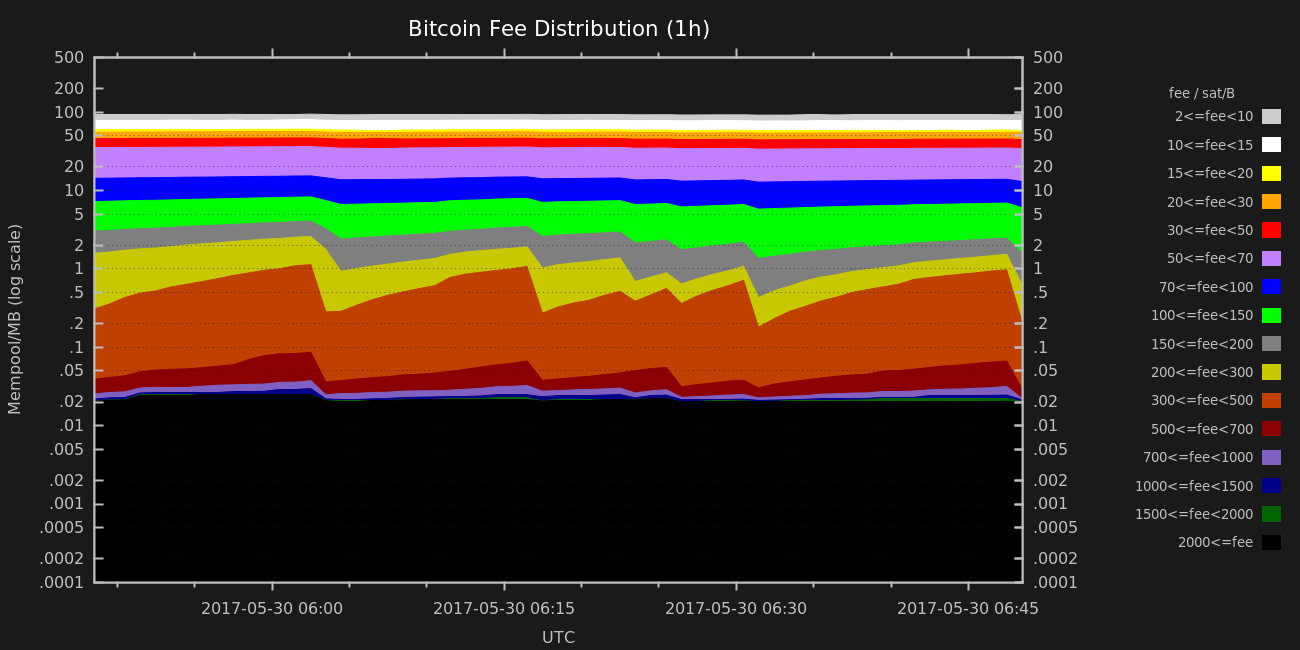 Bitcoin Fee Distribution (1h)
500
200
100
50
20
10
5
2
1
.5
.2
.1
.05
.02
.01
.005
.002
.001
.0005
.0002
.0001
Mempool/MB (log scale)
500
200
100
50
20
10
5
2
1
.5
.2
.1
.05
.02
.01
.005
.002
.001
.0005
.0002
.0001
2017-05-30 06:00
2017-05-30 06:15
2017-05-30 06:30
2017-05-30 06:45
UTC
fee / sat/B
2<=fee<10
10<=fee<15
15<=fee<20
20<=fee<30
30<=fee<50
50<=fee<70
70<=fee<100
100<=fee<150
150<=fee<200
200<=fee<300
300<=fee<500
500<=fee<700
700<=fee<1000
1000<=fee<1500
1500<=fee<2000
2000<=fee